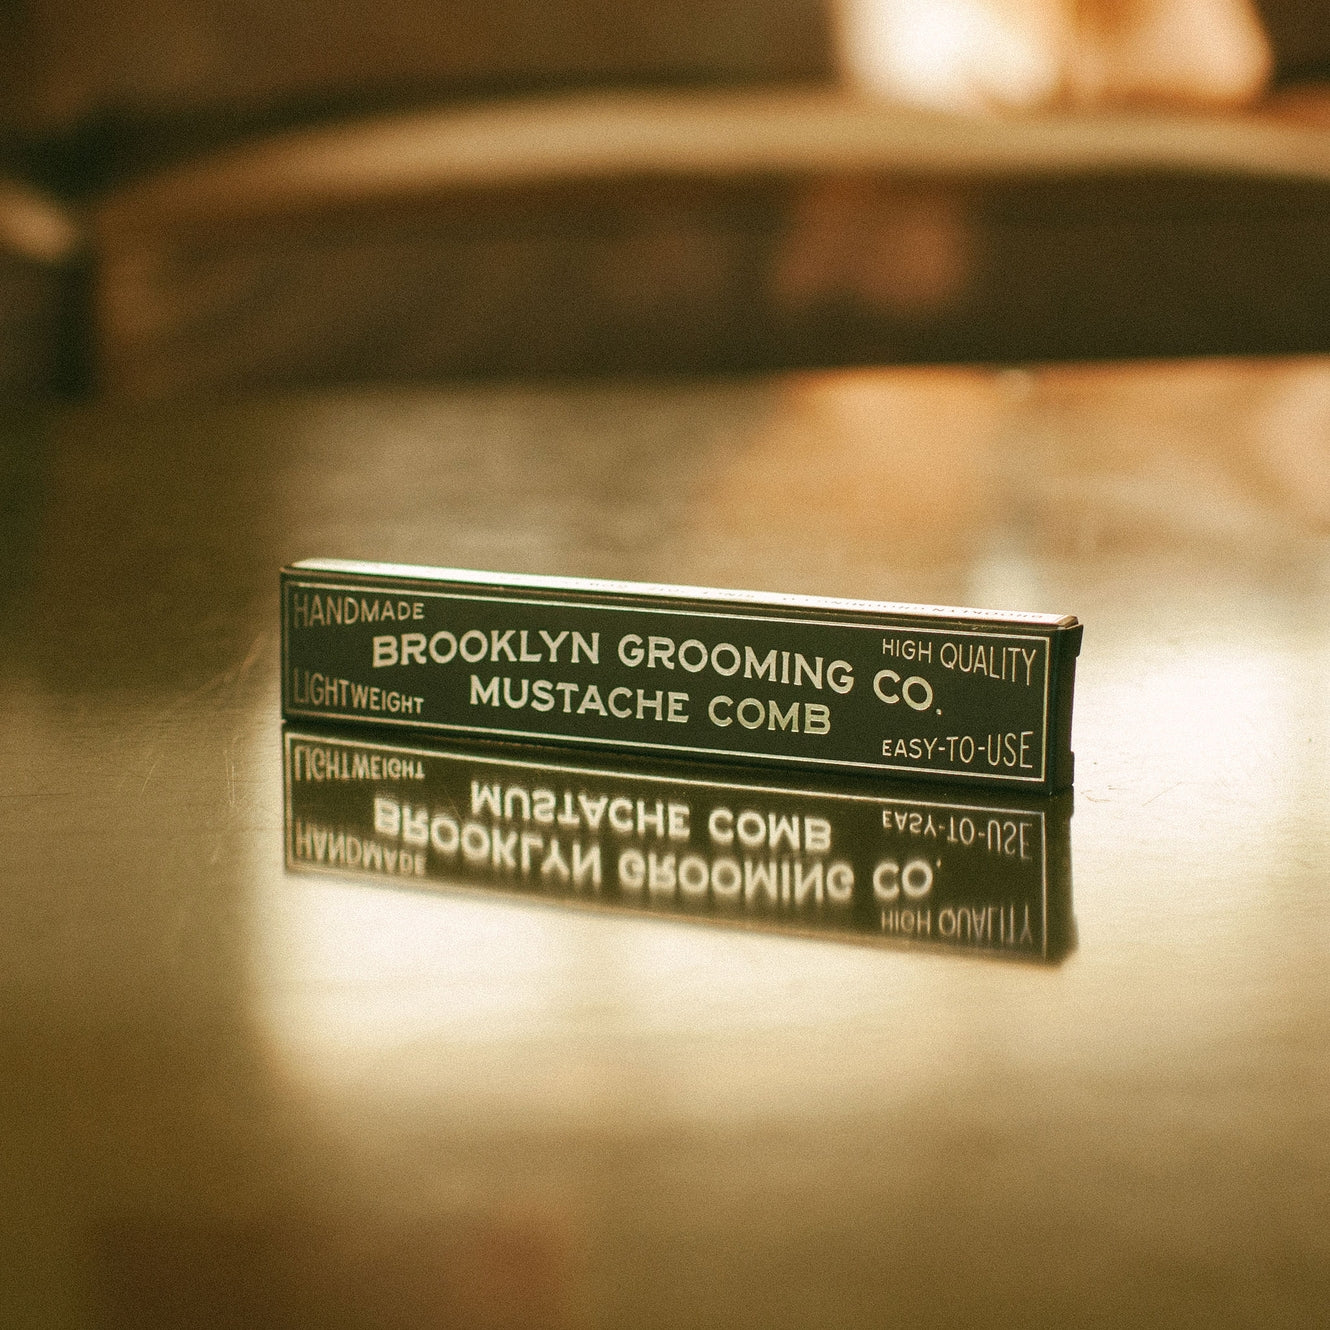 HANDMADE
BROOKLYN GROOMING CO.
MUSTACHE COMB
LIGHTWEIGHT
HIGH QUALITY
EASY-TO-USE